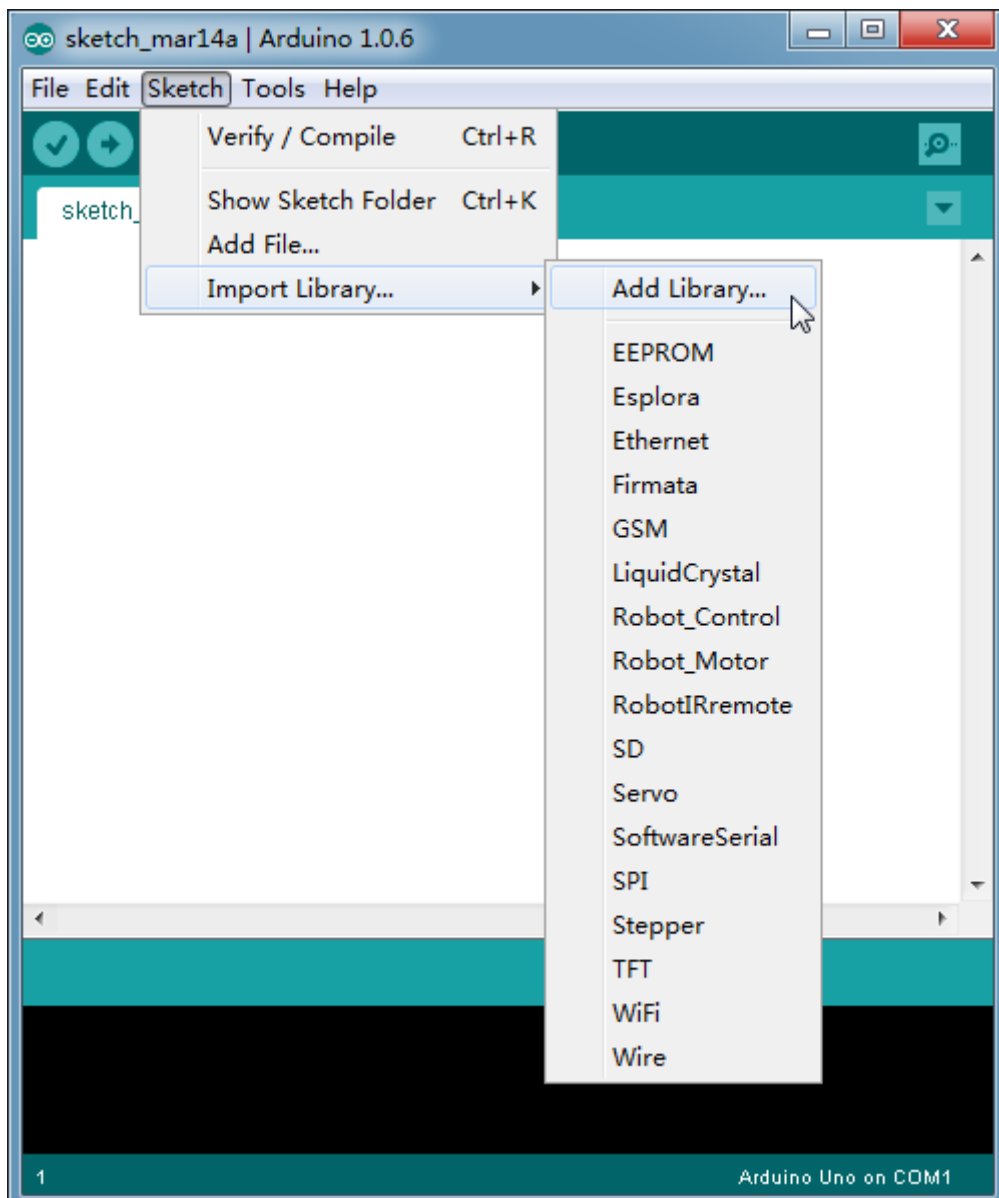 sketch_mar14a | Arduino 1.0.6
File Edit Sketch Tools Help
Verify / Compile Ctrl+R
Show Sketch Folder Ctrl+K
sketch_
Add File...
Import Library...
Add Library...
EEPROM
Esplora
Ethernet
Firmata
GSM
LiquidCrystal
Robot_Control
Robot_Motor
RobotIRremote
SD
Servo
SoftwareSerial
SPI
Stepper
TFT
WiFi
Wire
1 Arduino Uno on COM1